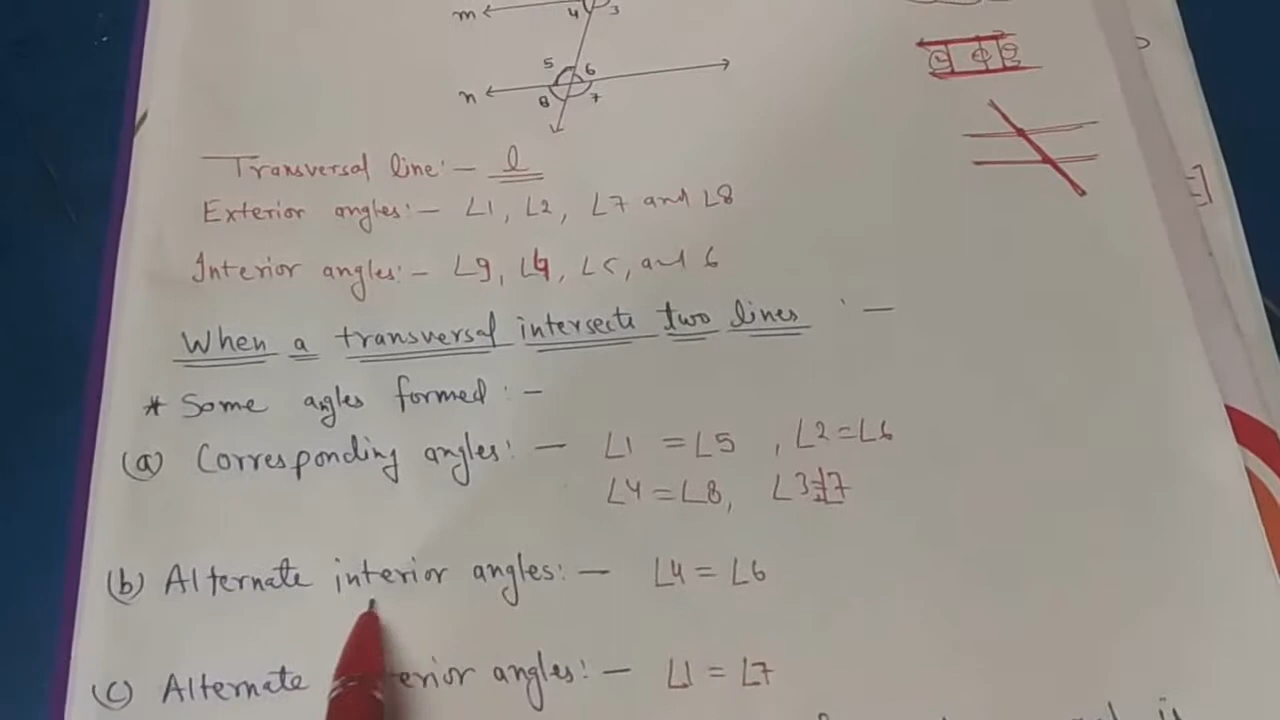 m 4 3
5 6
n 8 7
Transversal line:- l
Exterior angles:- ∠1, ∠2, ∠7 and ∠8
Interior angles:- ∠9, ∠4, ∠5, and 6
When a transversal intersects two lines :-
* Some angles formed:-
(a) Corresponding angles:- ∠1 = ∠5 , ∠2 = ∠6
∠4 = ∠8, ∠3 = ∠7
(b) Alternate interior angles:- ∠4 = ∠6
(c) Alternate erior angles:- ∠1 = ∠7